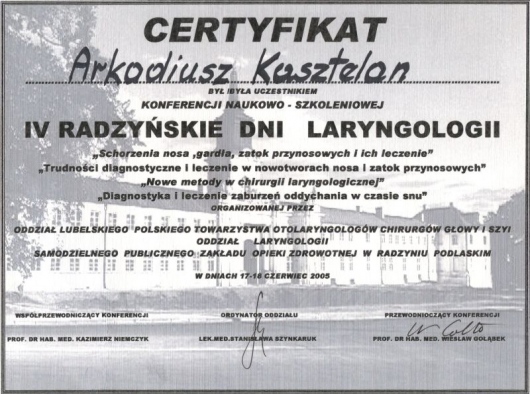 CERTYFIKAT
Arkadiusz Kasztelan
BYŁ /BYŁA UCZESTNIKIEM
KONFERENCJI NAUKOWO - SZKOLENIOWEJ
IV RADZYŃSKIE DNI LARYNGOLOGII
„Schorzenia nosa ,gardła, zatok przynosowych i ich leczenie”
„Trudności diagnostyczne i leczenie w nowotworach nosa i zatok przynosowych”
„Nowe metody w chirurgii laryngologicznej”
„Diagnostyka i leczenie zaburzeń oddychania w czasie snu”
ORGANIZOWANEJ PRZEZ
ODDZIAŁ LUBELSKIEGO POLSKIEGO TOWARZYSTWA OTOLARYNGOLOGÓW CHIRURGÓW GŁOWY I SZYI
ODDZIAŁ LARYNGOLOGII
SAMODZIELNEGO PUBLICZNEGO ZAKŁADU OPIEKI ZDROWOTNEJ W RADZYNIU PODLASKIM
W DNIACH 17-18 CZERWIEC 2005
WSPÓŁPRZEWODNICZĄCY KONFERENCJI ORDYNATOR ODDZIAŁU PRZEWODNIOCZĄCY KONFERENCJI
PROF. DR HAB. MED. KAZIMIERZ NIEMCZYK LEK.MED.STANISŁAWA SZYNKARUK PROF. DR HAB. MED. WIESŁAW GOŁĄBEK